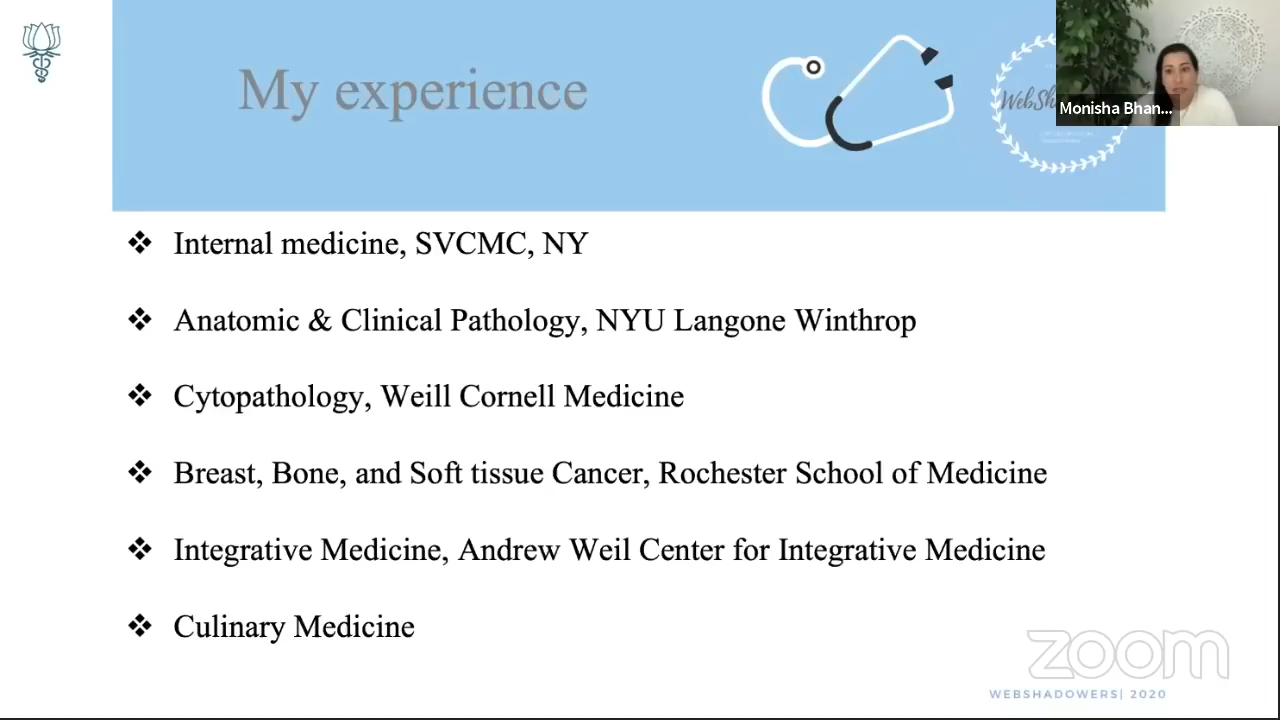 My experience
Monisha Bhan...
Internal medicine, SVCMC, NY
Anatomic & Clinical Pathology, NYU Langone Winthrop
Cytopathology, Weill Cornell Medicine
Breast, Bone, and Soft tissue Cancer, Rochester School of Medicine
Integrative Medicine, Andrew Weil Center for Integrative Medicine
Culinary Medicine
zoom
WEBSHADOWERS| 2020